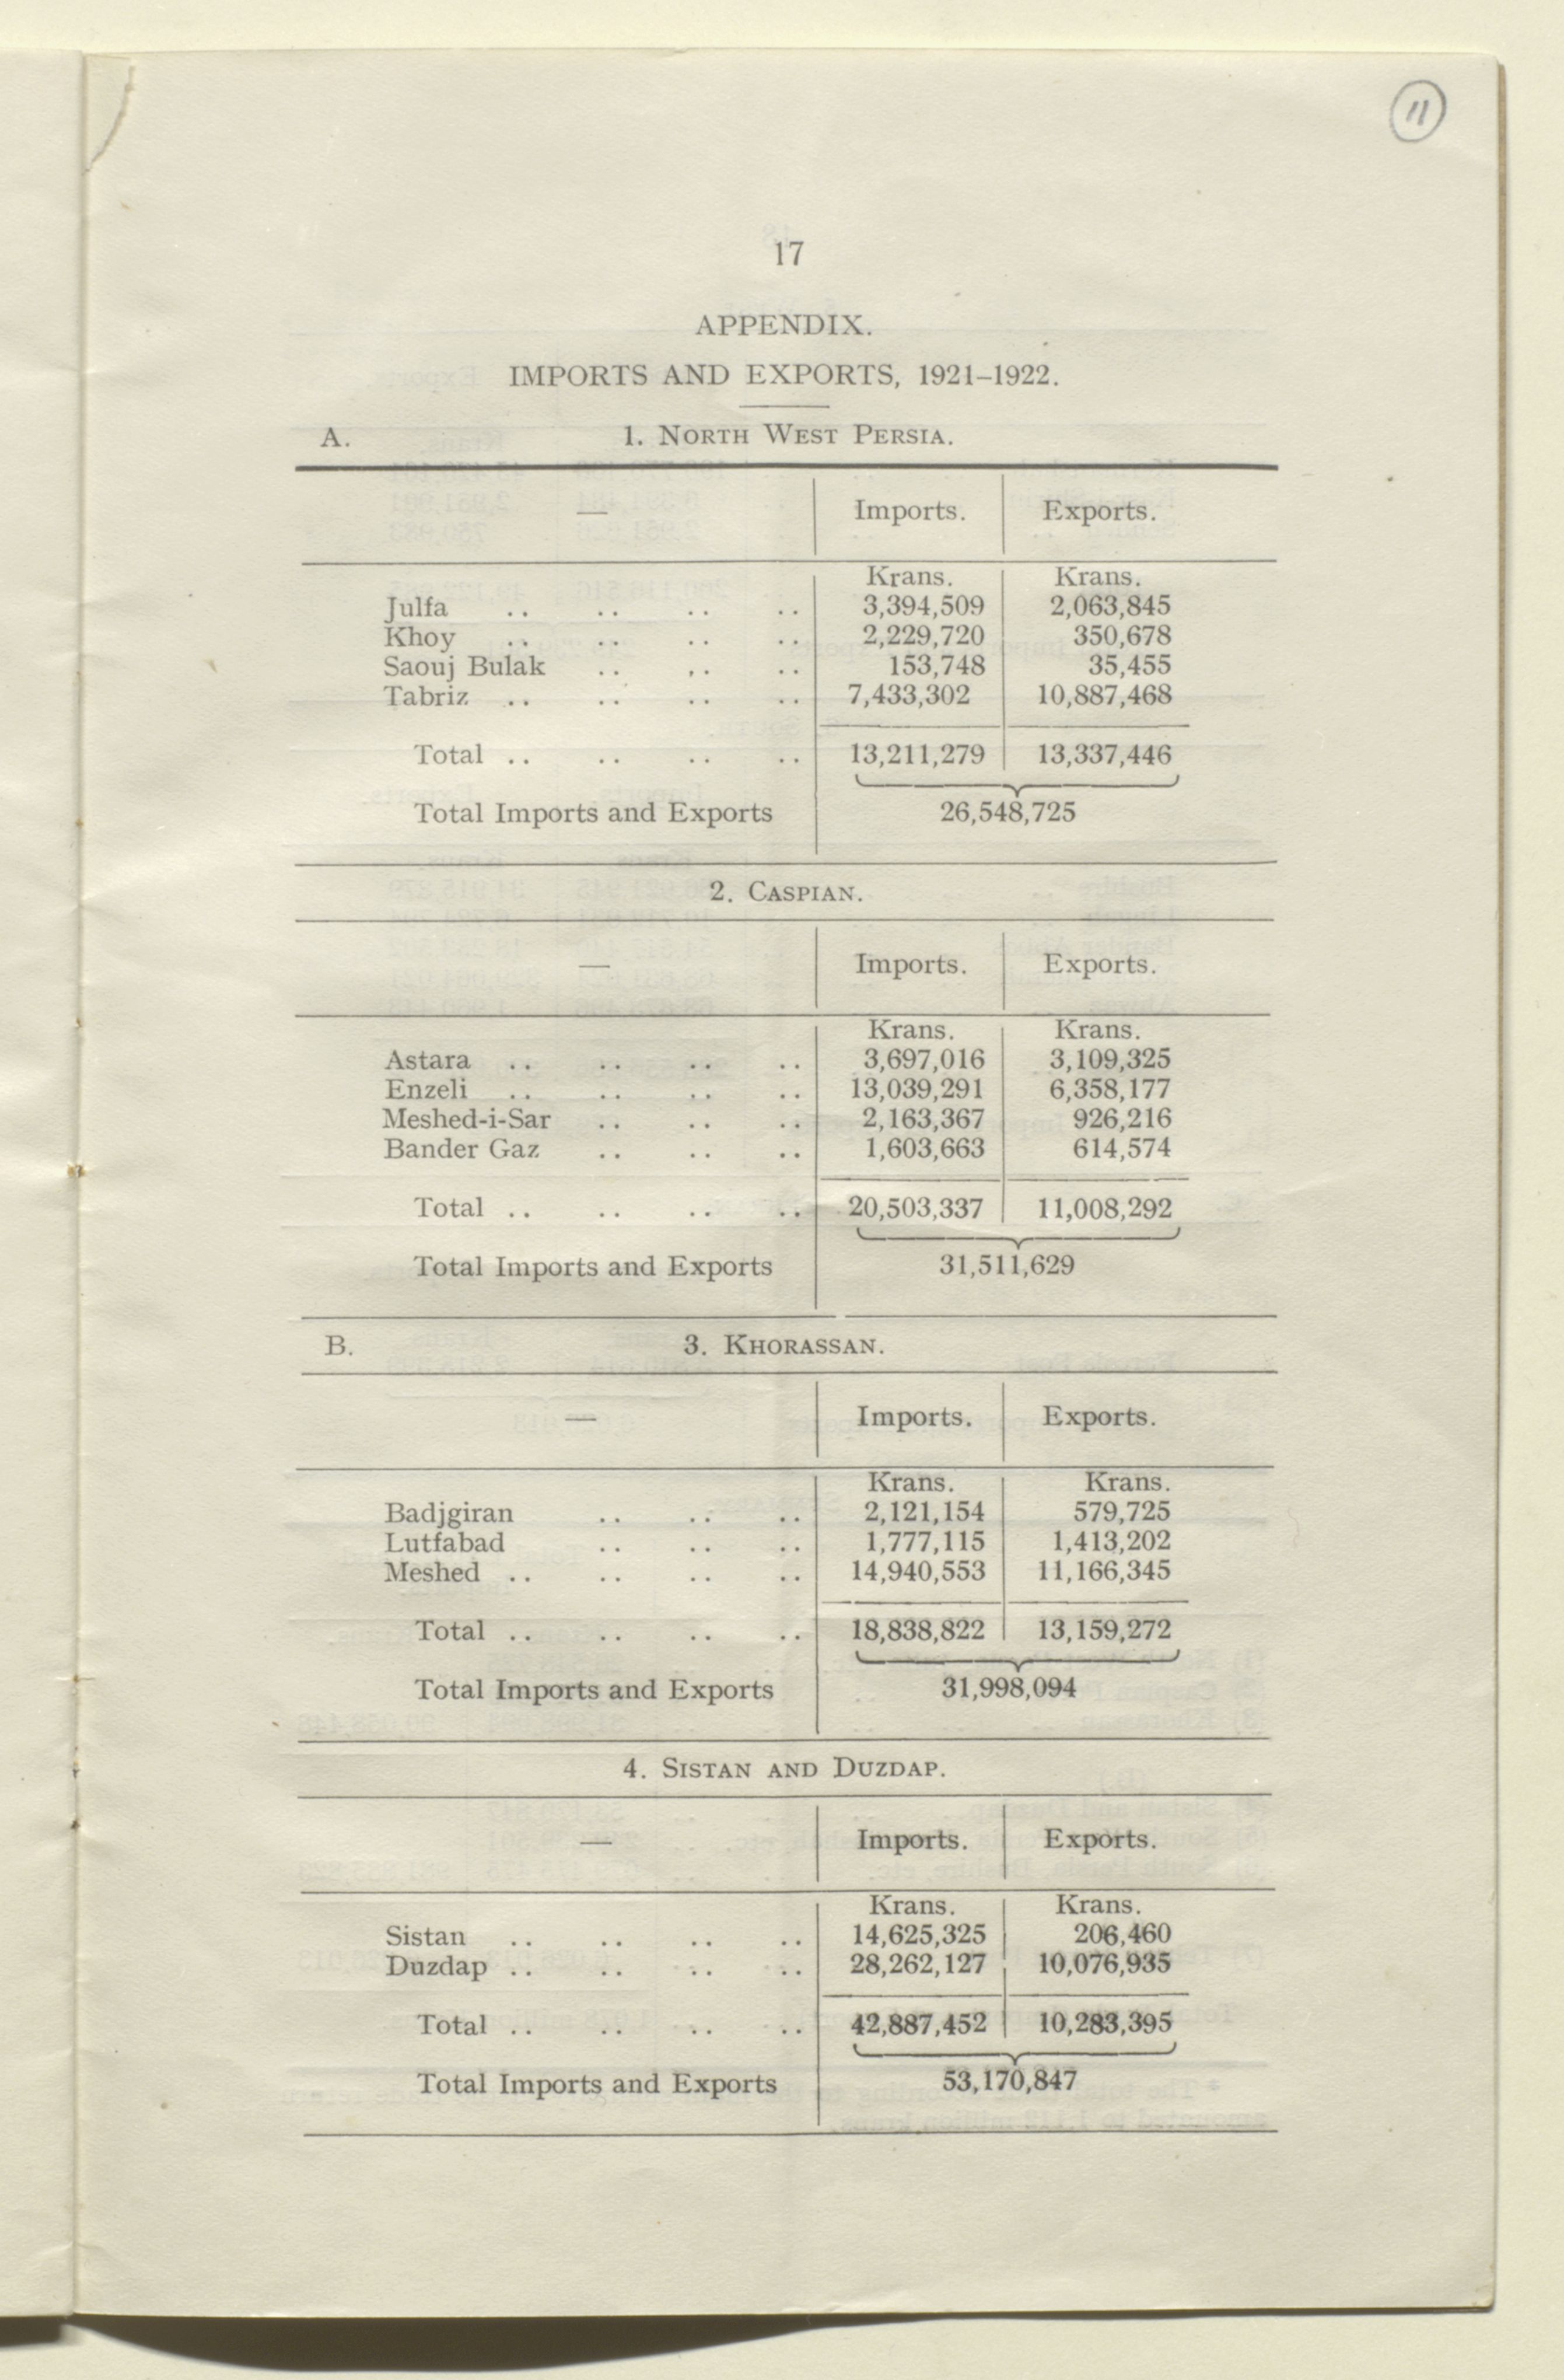 11
17
APPENDIX.
IMPORTS AND EXPORTS, 1921–1922.
A. 1. NORTH WEST PERSIA.
— Imports. Exports.
Krans. Krans.
Julfa .. .. .. .. 3,394,509 2,063,845
Khoy .. .. .. .. 2,229,720 350,678
Saouj Bulak .. .. .. 153,748 35,455
Tabriz .. .. .. .. 7,433,302 10,887,468
Total .. .. .. .. 13,211,279 13,337,446
Total Imports and Exports 26,548,725
2. CASPIAN.
— Imports. Exports.
Krans. Krans.
Astara .. .. .. .. 3,697,016 3,109,325
Enzeli .. .. .. .. 13,039,291 6,358,177
Meshed-i-Sar .. .. .. 2,163,367 926,216
Bander Gaz .. .. .. 1,603,663 614,574
Total .. .. .. .. 20,503,337 11,008,292
Total Imports and Exports 31,511,629
B. 3. KHORASSAN.
— Imports. Exports.
Krans. Krans.
Badjgiran .. .. .. 2,121,154 579,725
Lutfabad .. .. .. 1,777,115 1,413,202
Meshed .. .. .. .. 14,940,553 11,166,345
Total .. .. .. .. 18,838,822 13,159,272
Total Imports and Exports 31,998,094
4. SISTAN AND DUZDAP.
— Imports. Exports.
Krans. Krans.
Sistan .. .. .. .. 14,625,325 206,460
Duzdap .. .. .. .. 28,262,127 10,076,935
Total .. .. .. .. 42,887,452 10,283,395
Total Imports and Exports 53,170,847